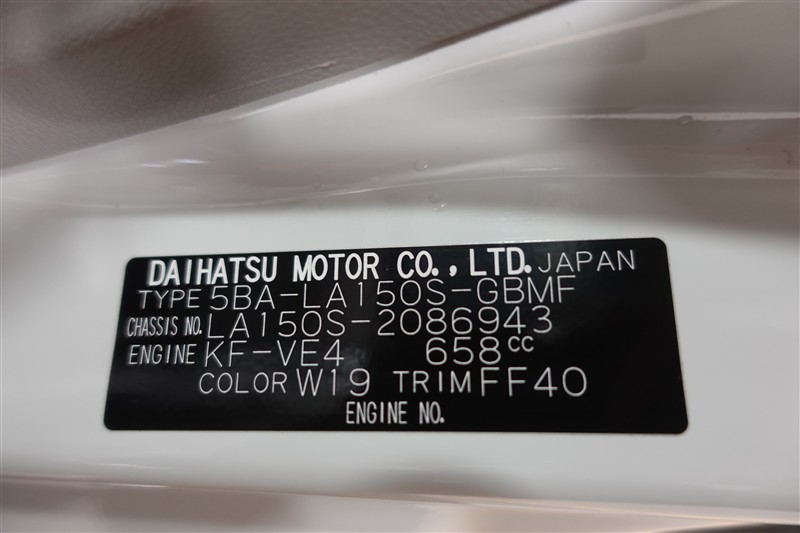 DAIHATSU MOTOR CO., LTD. JAPAN
TYPE 5BA-LA150S-GBMF
CHASSIS NO. LA150S-2086943
ENGINE KF-VE4 658cc
COLOR W19 TRIM FF40
ENGINE NO.